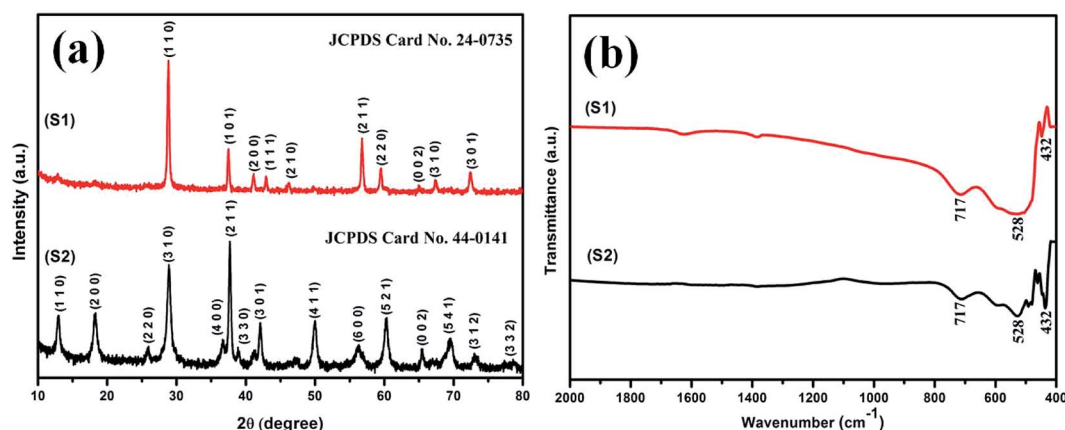 (a)
JCPDS Card No. 24-0735
(S1)
(1 1 0)
(1 0 1)
(2 0 0)
(1 1 1)
(2 1 0)
(2 1 1)
(2 2 0)
(0 0 2)
(3 1 0)
(3 0 1)
JCPDS Card No. 44-0141
(S2)
(1 1 0)
(2 0 0)
(2 2 0)
(3 1 0)
(4 0 0)
(2 1 1)
(3 3 0)
(3 0 1)
(4 1 1)
(6 0 0)
(5 2 1)
(0 0 2)
(5 4 1)
(3 1 2)
(3 3 2)
Intensity (a.u.)
10 20 30 40 50 60 70 80
2θ (degree)
(b)
(S1)
717
528
432
(S2)
717
528
432
Transmittance (a.u.)
2000 1800 1600 1400 1200 1000 800 600 400
Wavenumber (cm⁻¹)